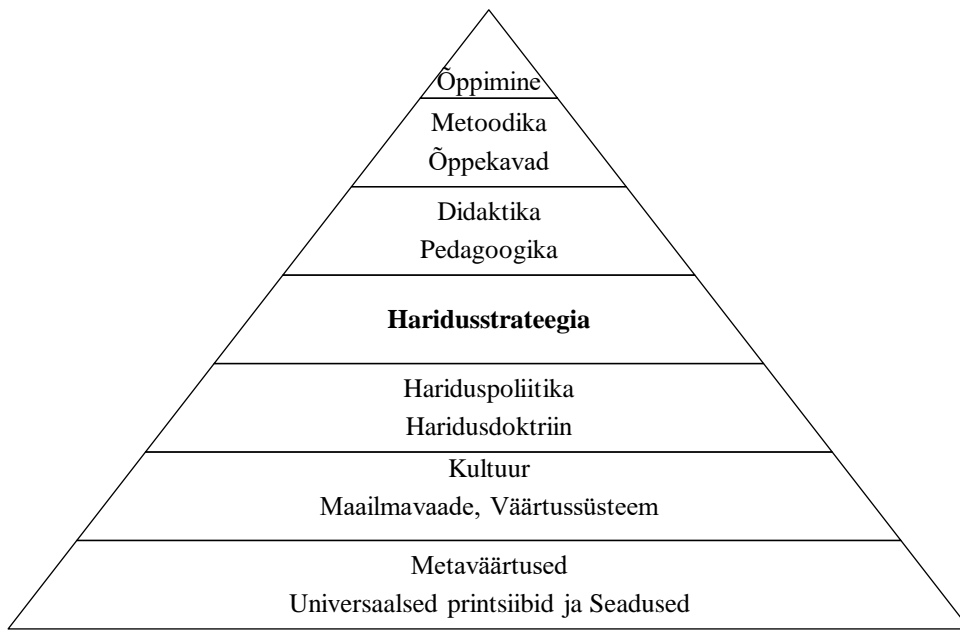 Õppimine
Metoodika
Õppekavad
Didaktika
Pedagoogika
Haridusstrateegia
Hariduspoliitika
Haridusdoktriin
Kultuur
Maailmavaade, Väärtussüsteem
Metaväärtused
Universaalsed printsiibid ja Seadused